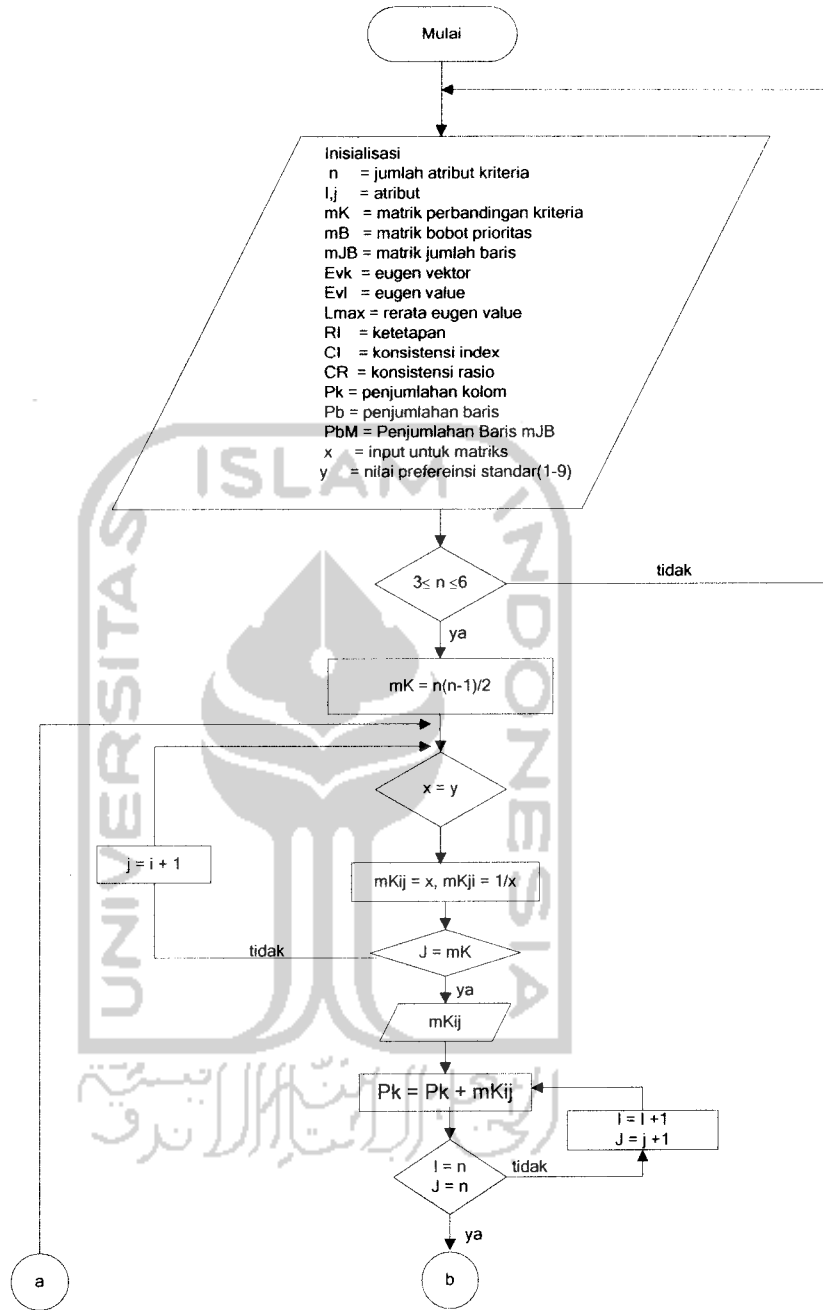 Mulai
Inisialisasi
n = jumlah atribut kriteria
I,j = atribut
mK = matrik perbandingan kriteria
mB = matrik bobot prioritas
mJB = matrik jumlah baris
Evk = eugen vektor
Evl = eugen value
Lmax = rerata eugen value
RI = ketetapan
CI = konsistensi index
CR = konsistensi rasio
Pk = penjumlahan kolom
Pb = penjumlahan baris
PbM = Penjumlahan Baris mJB
x = input untuk matriks
y = nilai prefereinsi standar(1-9)
ISLAM
UNIVERSITAS
INDONESIA
3≤ n ≤6
tidak
ya
mK = n(n-1)/2
x = y
j = i + 1
mKij = x, mKji = 1/x
tidak
J = mK
ya
mKij
Pk = Pk + mKij
I = I +1
J = j +1
I = n
J = n
tidak
ya
a
b